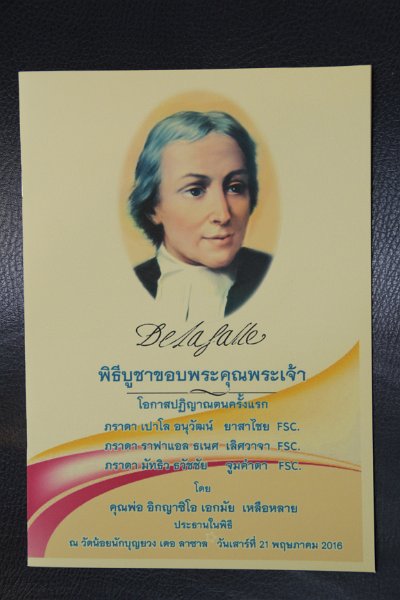 De La Salle
พิธีบูชาขอบพระคุณพระเจ้า
โอกาสปฏิญาณตนครั้งแรก
ภราดา เปาโล อนุวัฒน์ ยาสาไชย FSC.
ภราดา ราฟาแอล ธเนศ เลิศวาจา FSC.
ภราดา มัทธิว ธวัชชัย จูมคำตา FSC.
โดย
คุณพ่อ อิกญาซีโอ เอกมัย เหลือหลาย
ประธานในพิธี
ณ วัดน้อยนักบุญยวง เดอ ลาซาล วันเสาร์ที่ 21 พฤษภาคม 2016